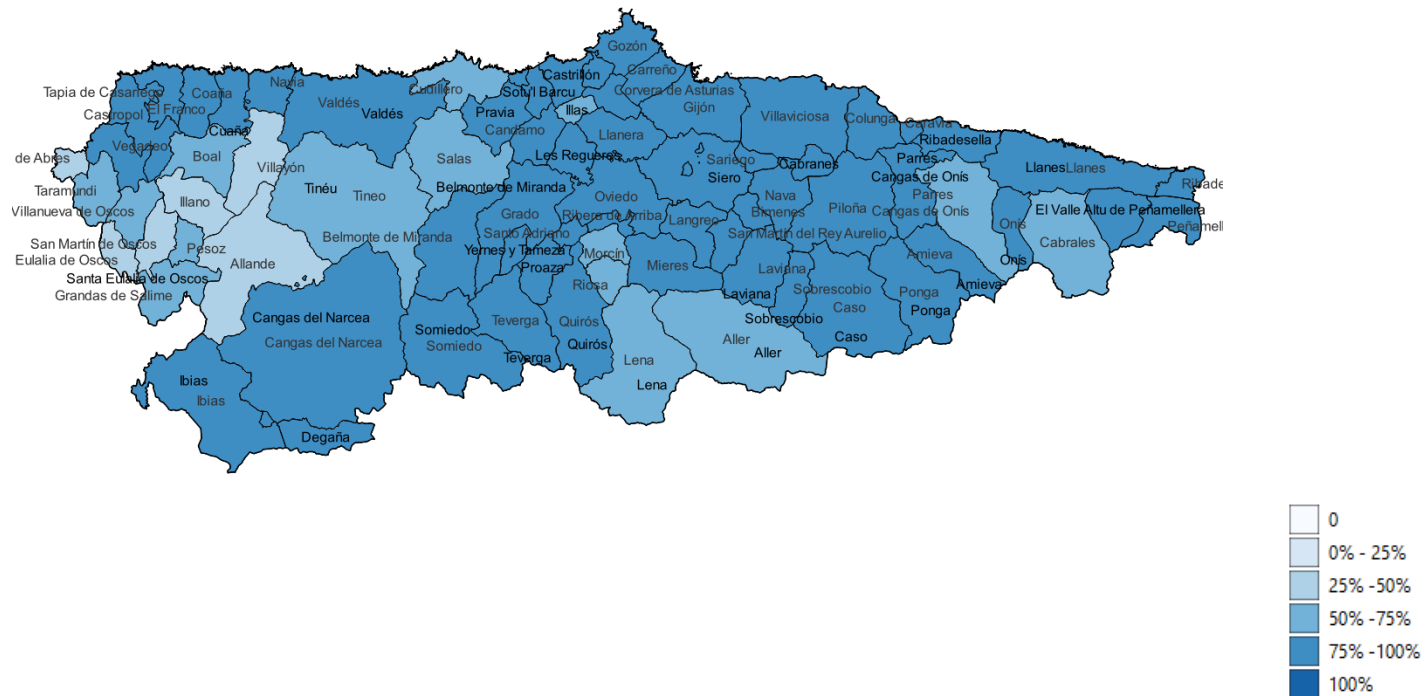 Gozón
Carreño
Castrillón
Corvera de Asturias
Gijón
Navia
Cudillero
Tapia de Casariego
Coaña
Sotu'l Barcu
Valdés
Valdés
Castropol
El Franco
Pravia
Illas
Villaviciosa
Colunga
Caravia
Candamo
Cuaña
Llanera
Ribadesella
Vegadeo
Boal
Salas
Les Regueres
Sariego
Cabranes
Parres
de Abres
Villayón
Llanes
Llanes
Siero
Cangas de Onís
Taramundi
Tinéu
Tineo
Belmonte de Miranda
Oviedo
Nava
Parres
Ribade
Villanueva de Oscos
Illano
Grado
Ribera de Arriba
Langreo
Bimenes
Piloña
Cangas de Onís
El Valle Altu de Peñamellera
Onís
Peñamell
Santo Adriano
San Martín del Rey Aurelio
Belmonte de Miranda
San Martín de Oscos
Pesoz
Yernes y Tameza
Morcín
Cabrales
Eulalia de Oscos
Allande
Proaza
Mieres
Laviana
Amieva
Onís
Santa Eulalia de Oscos
Riosa
Sobrescobio
Ponga
Amieva
Grandas de Salime
Laviana
Caso
Ponga
Cangas del Narcea
Teverga
Quirós
Sobrescobio
Somiedo
Aller
Caso
Cangas del Narcea
Somiedo
Quirós
Aller
Teverga
Lena
Ibias
Lena
Ibias
Degaña
0
0% - 25%
25% -50%
50% -75%
75% -100%
100%